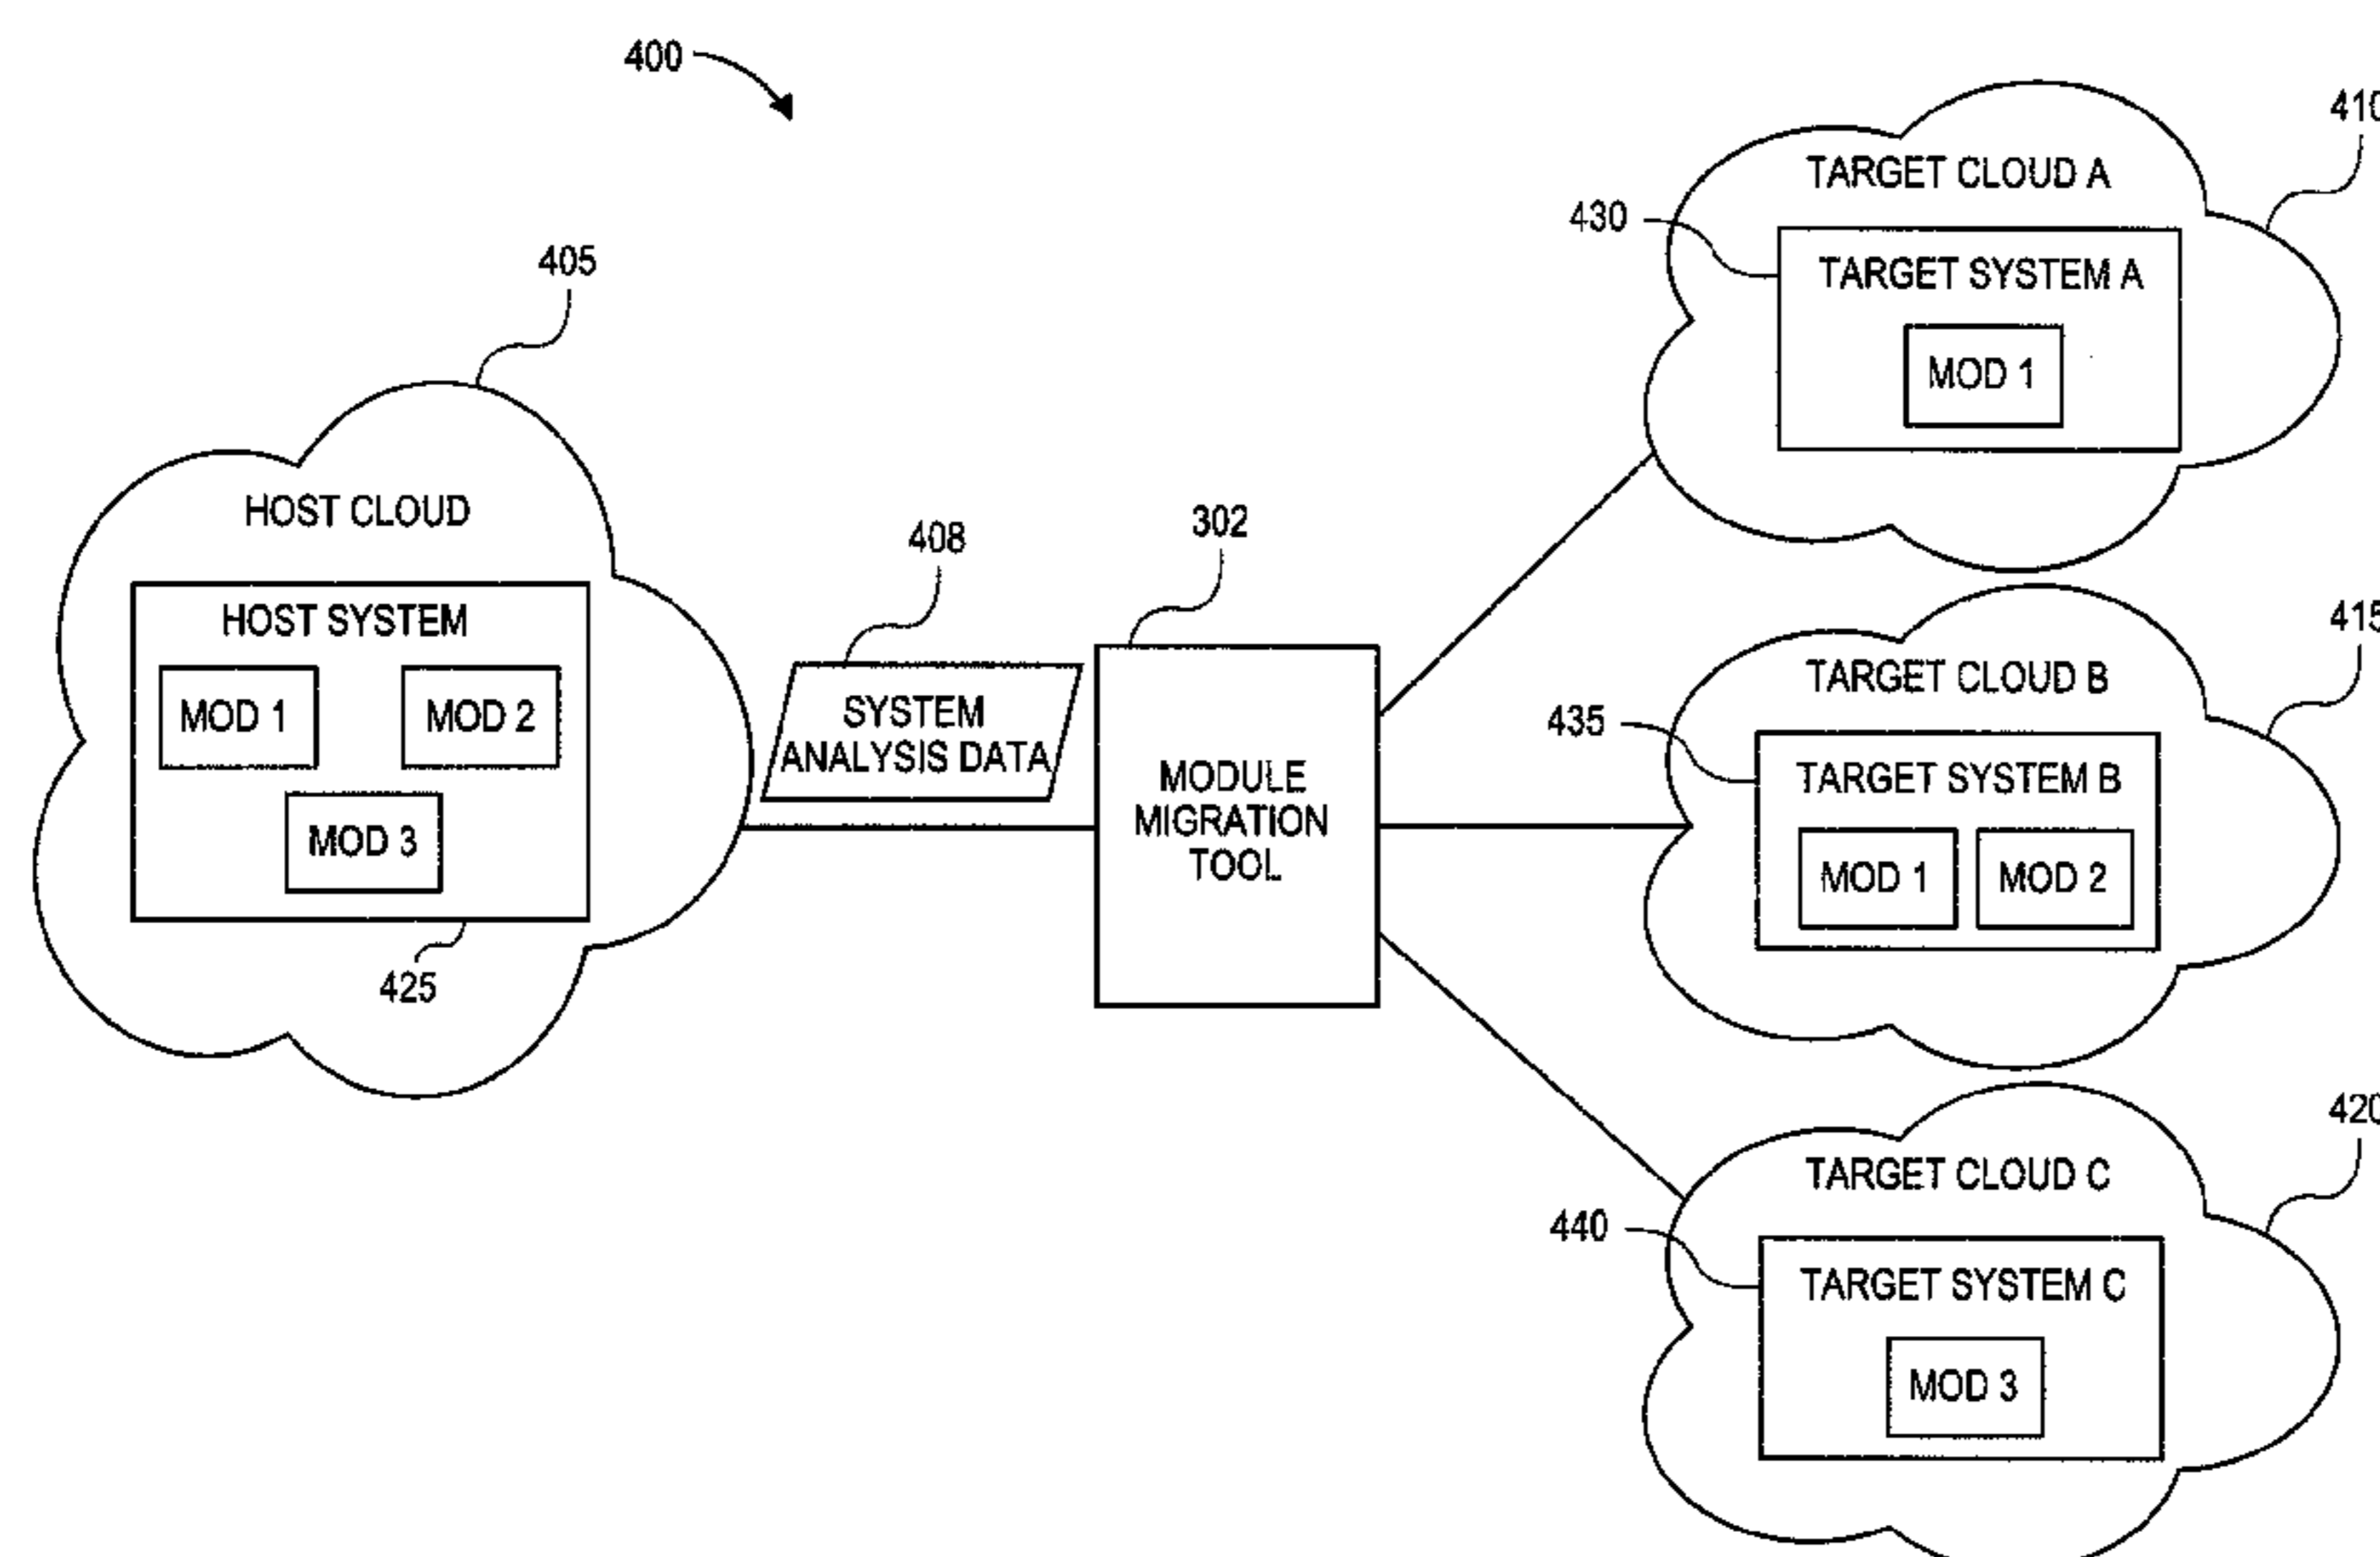 400
405
HOST CLOUD
HOST SYSTEM
MOD 1
MOD 2
MOD 3
425
408
SYSTEM
ANALYSIS DATA
302
MODULE
MIGRATION
TOOL
410
TARGET CLOUD A
430
TARGET SYSTEM A
MOD 1
415
TARGET CLOUD B
435
TARGET SYSTEM B
MOD 1
MOD 2
420
TARGET CLOUD C
440
TARGET SYSTEM C
MOD 3